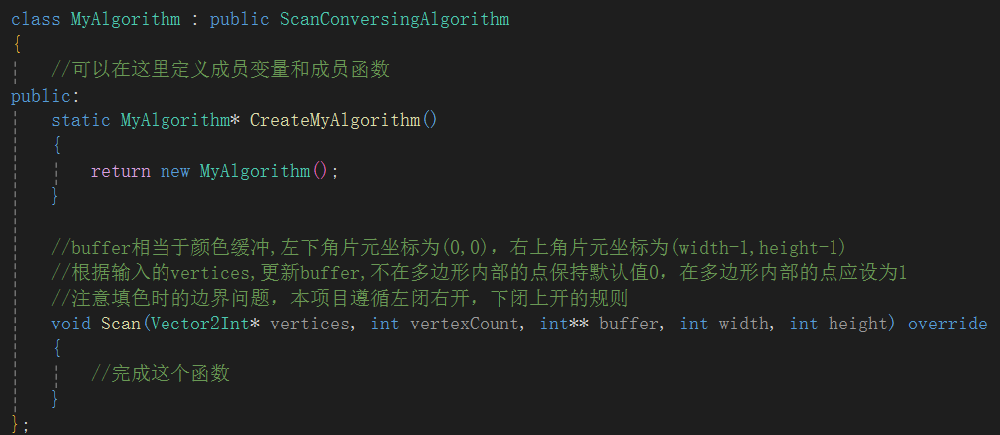 class MyAlgorithm : public ScanConversingAlgorithm
{
//可以在这里定义成员变量和成员函数
public:
static MyAlgorithm* CreateMyAlgorithm()
{
return new MyAlgorithm();
}
//buffer相当于颜色缓冲,左下角片元坐标为(0,0)，右上角片元坐标为(width-1,height-1)
//根据输入的vertices,更新buffer,不在多边形内部的点保持默认值0，在多边形内部的点应设为1
//注意填色时的边界问题，本项目遵循左闭右开，下闭上开的规则
void Scan(Vector2Int* vertices, int vertexCount, int** buffer, int width, int height) override
{
//完成这个函数
}
};